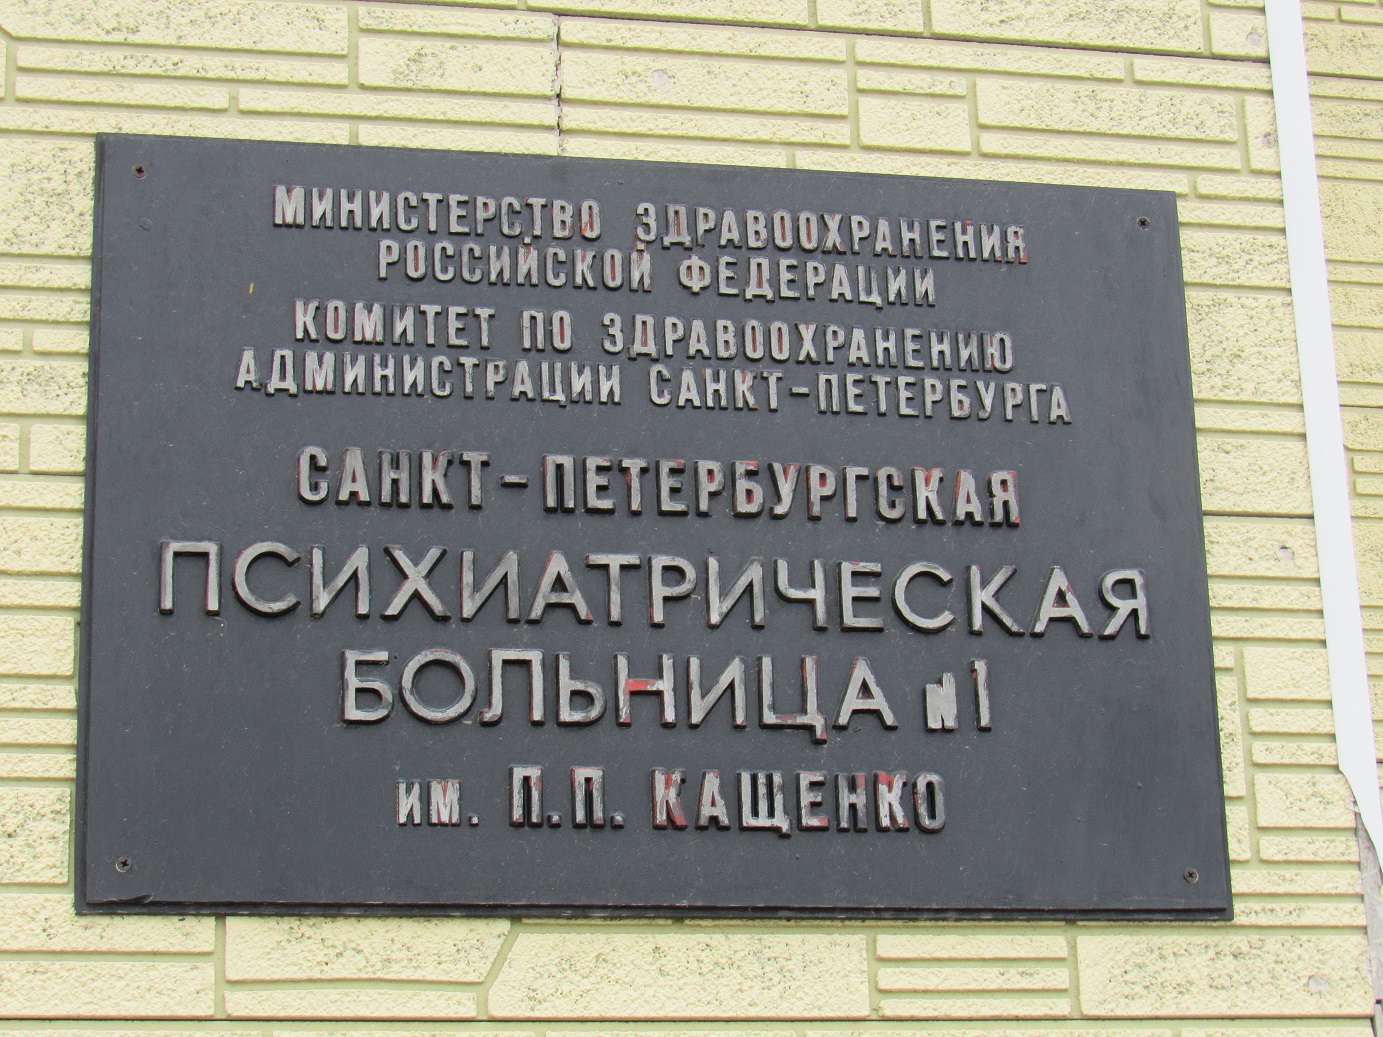 МИНИСТЕРСТВО ЗДРАВООХРАНЕНИЯ
РОССИЙСКОЙ ФЕДЕРАЦИИ
КОМИТЕТ ПО ЗДРАВООХРАНЕНИЮ
АДМИНИСТРАЦИИ САНКТ-ПЕТЕРБУРГА
САНКТ-ПЕТЕРБУРГСКАЯ
ПСИХИАТРИЧЕСКАЯ
БОЛЬНИЦА №1
ИМ. П.П. КАЩЕНКО